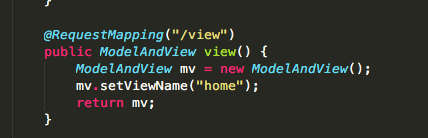 }
@RequestMapping("/view")
public ModelAndView view() {
    ModelAndView mv = new ModelAndView();
    mv.setViewName("home");
    return mv;
}